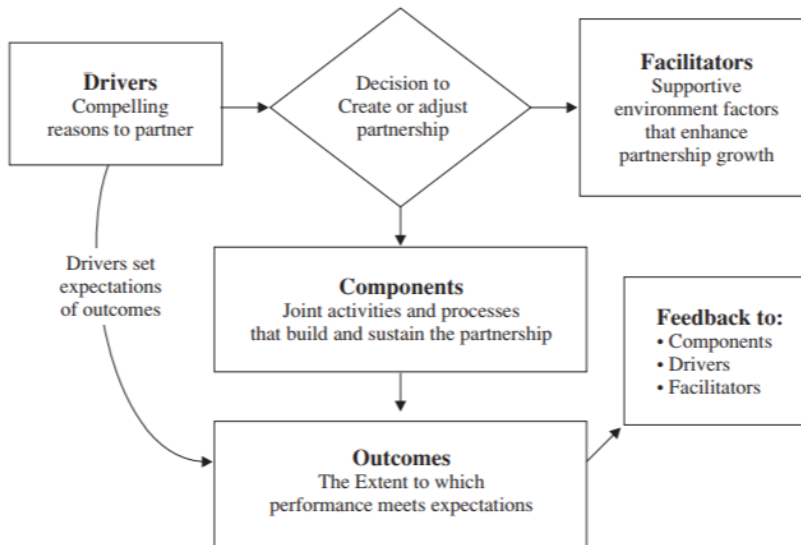 Drivers
Compelling
reasons to partner
Decision to
Create or adjust
partnership
Facilitators
Supportive
environment factors
that enhance
partnership growth
Drivers set
expectations
of outcomes
Components
Joint activities and processes
that build and sustain the partnership
Feedback to:
• Components
• Drivers
• Facilitators
Outcomes
The Extent to which
performance meets expectations